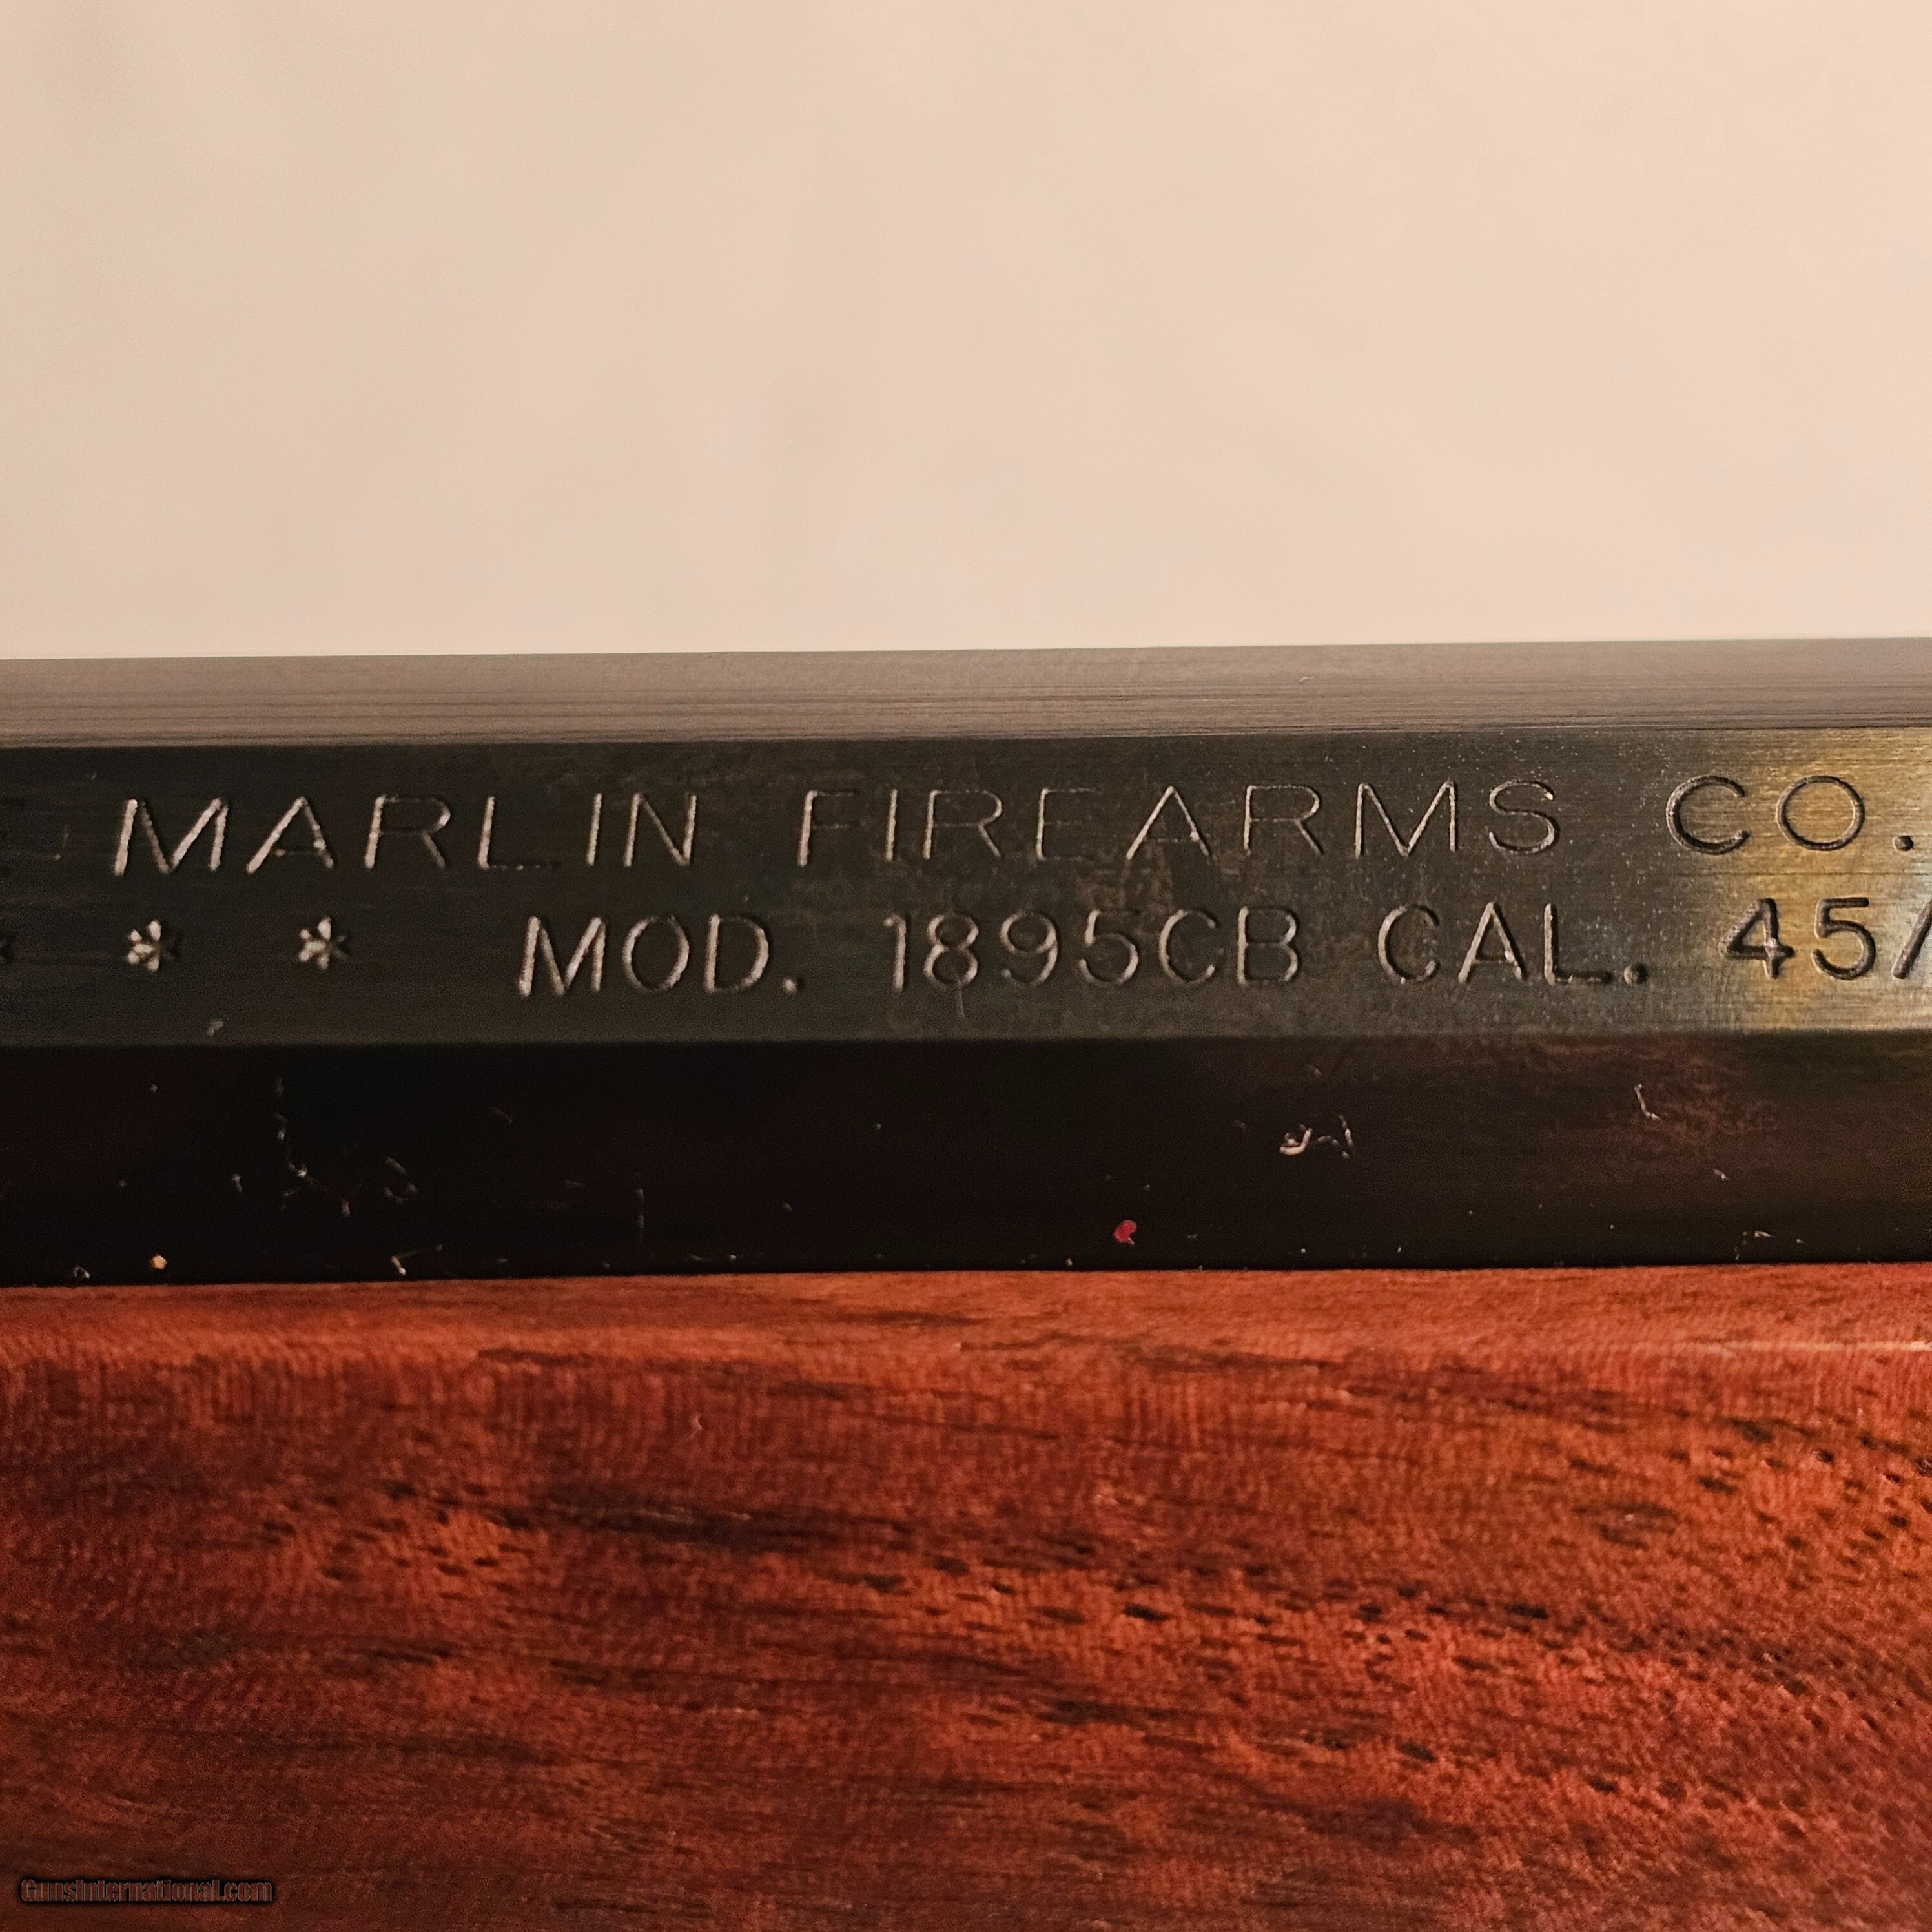 MARLIN FIREARMS CO.
* * MOD. 1895CB CAL. 45/
GunsInternational.com